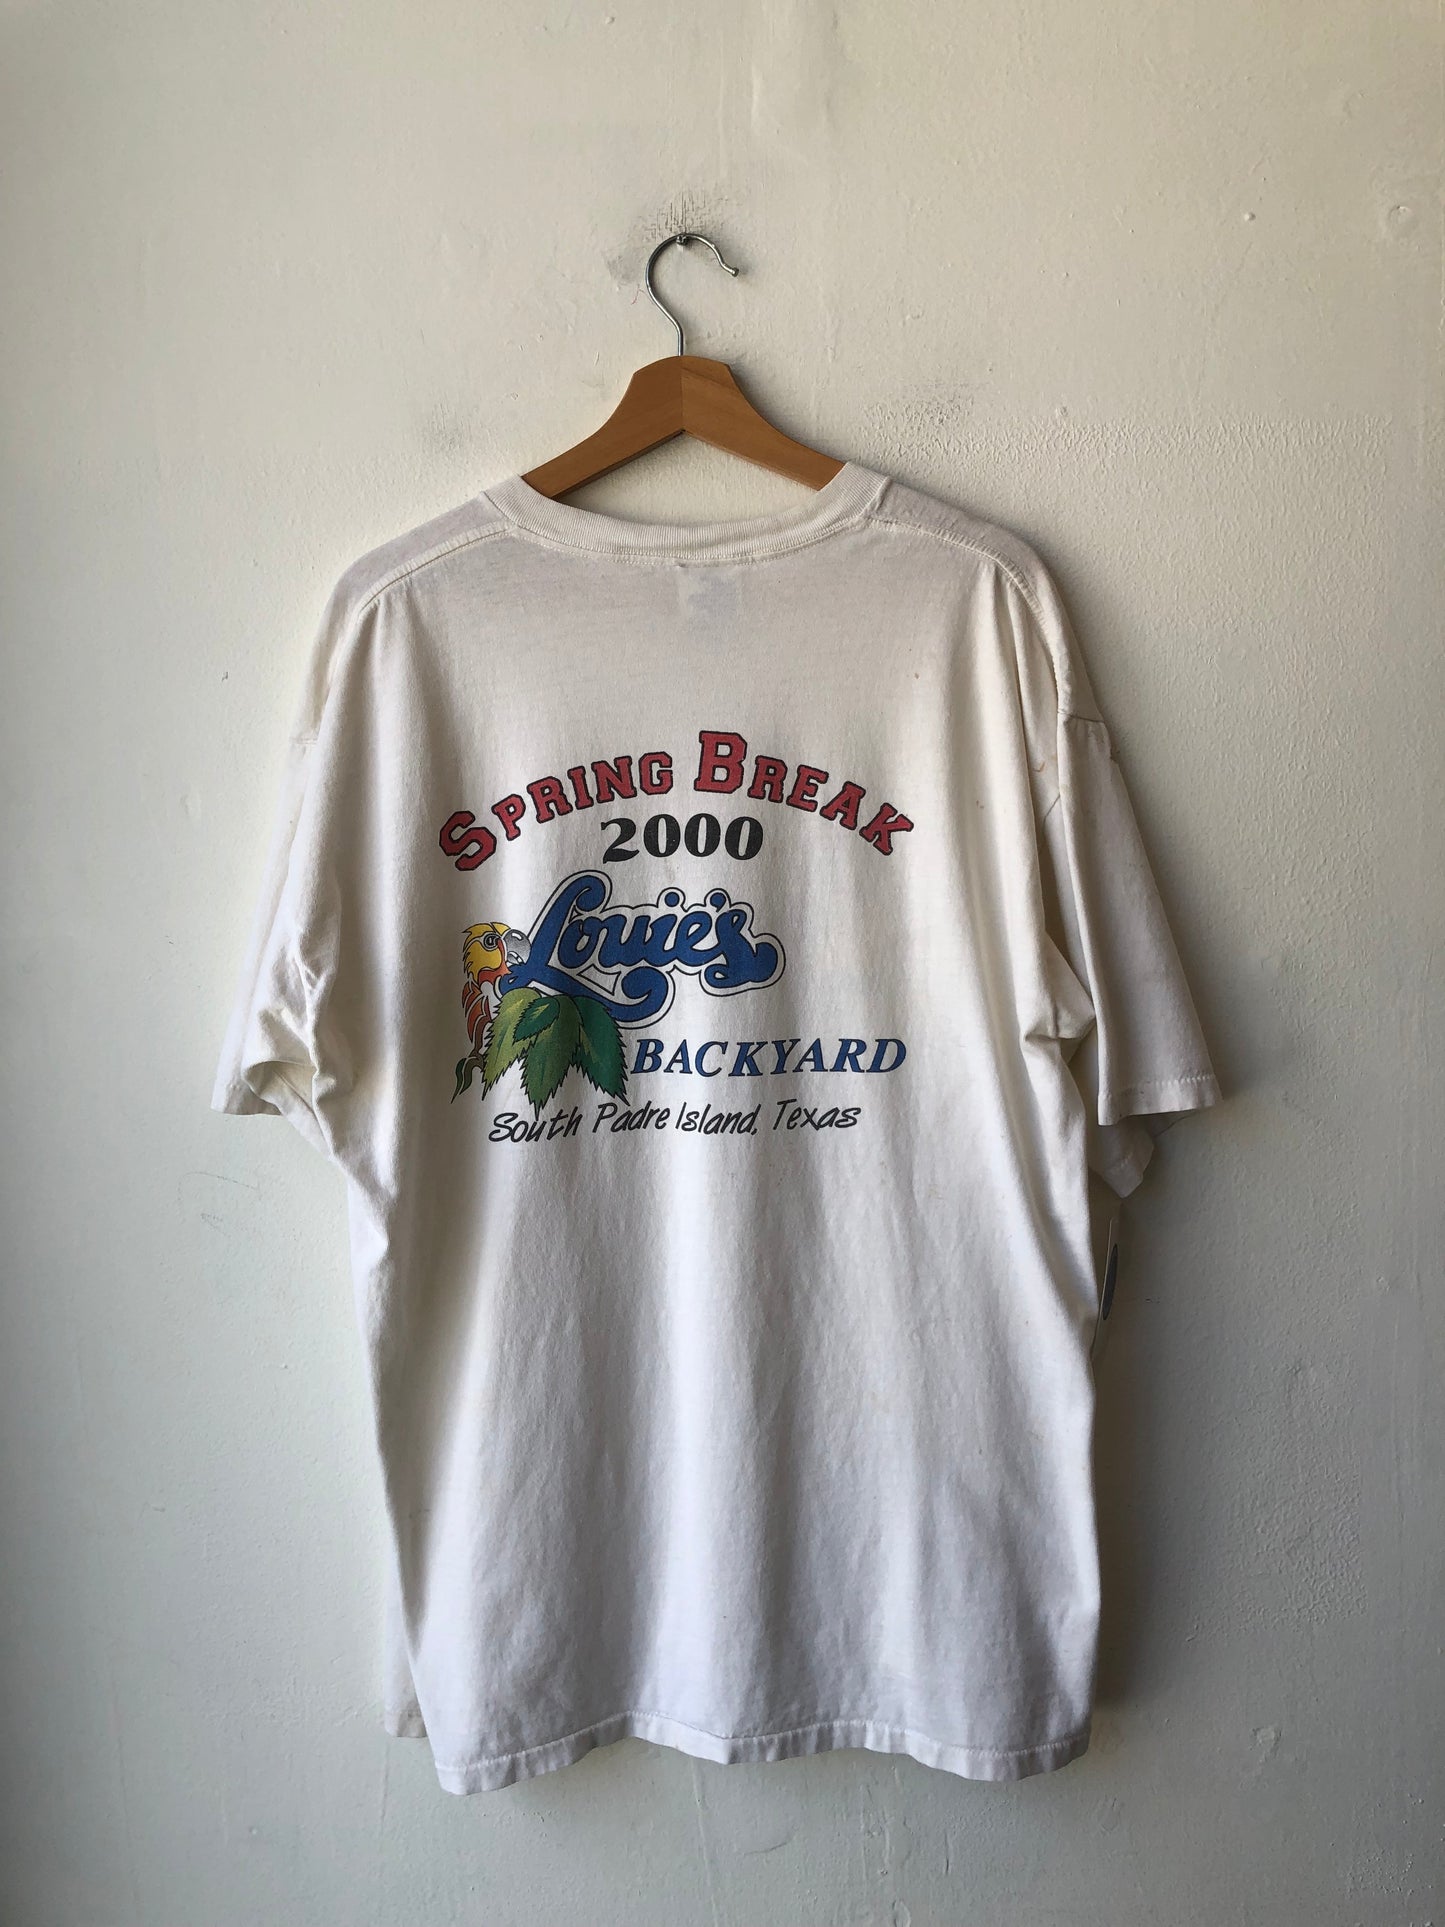 SPRING BREAK
2000
Louie's
BACKYARD
South Padre Island, Texas